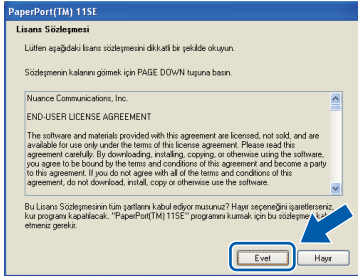 PaperPort(TM) 11SE
Lisans Sözleşmesi
Lütfen aşağıdaki lisans sözleşmesini dikkatli bir şekilde okuyun.
Sözleşmenin kalanını görmek için PAGE DOWN tuşuna basın.
Nuance Communications, Inc.
END-USER LICENSE AGREEMENT
The software and materials provided with this agreement are licensed, not sold, and are
available for use only under the terms of this license agreement. Please read this
agreement carefully. By downloading, installing, copying, or otherwise using the software,
you agree to be bound by the terms and conditions of this agreement and become a party
to this agreement. If you do not agree with all of the terms and conditions of this
agreement, do not download, install, copy or otherwise use the software.
Bu Lisans Sözleşmesinin tüm şartlarını kabul ediyor musunuz? Hayır seçeneğini işaretlerseniz,
kur programı kapatılacak. "PaperPort(TM) 11SE" programını kurmak için bu sözleşmeyi
etmeniz gerekir.
Evet
Hayır